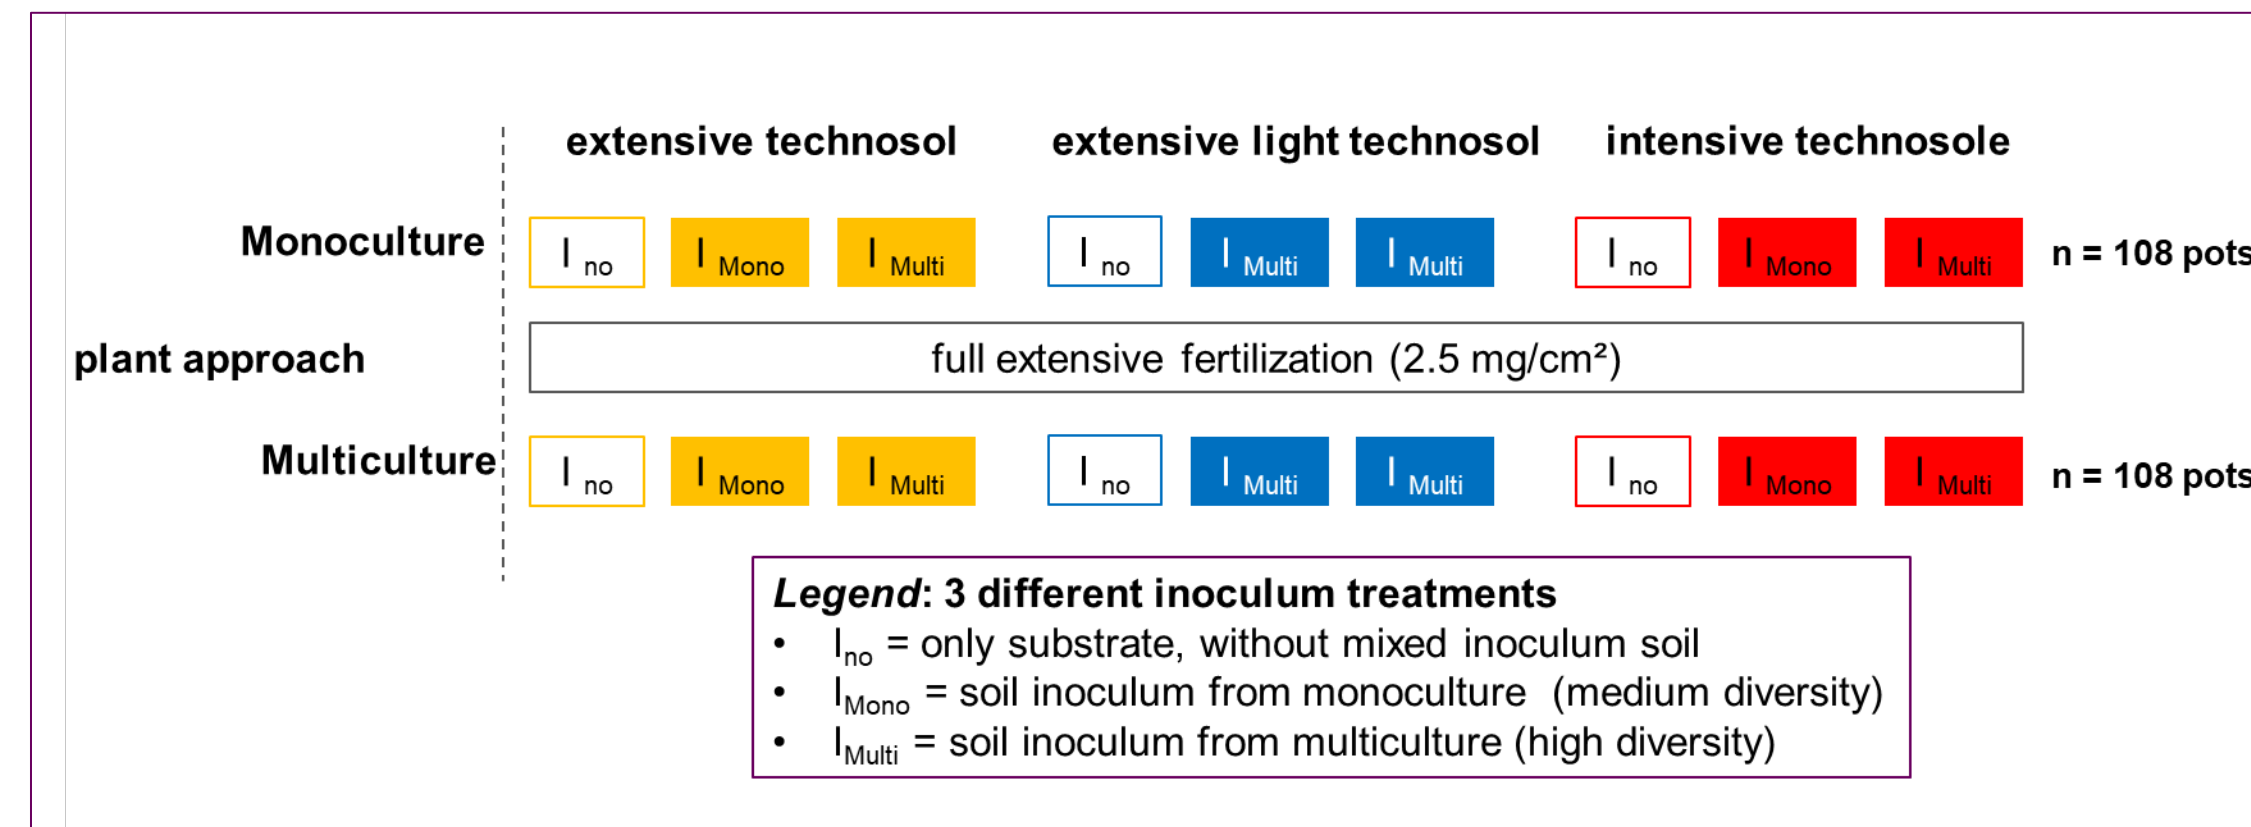 extensive technosol extensive light technosol intensive technosole
Monoculture I no I Mono I Multi I no I Multi I Multi I no I Mono I Multi n = 108 pots
plant approach full extensive fertilization (2.5 mg/cm²)
Multiculture I no I Mono I Multi I no I Multi I Multi I no I Mono I Multi n = 108 pots
Legend: 3 different inoculum treatments
• Ino = only substrate, without mixed inoculum soil
• IMono = soil inoculum from monoculture (medium diversity)
• IMulti = soil inoculum from multiculture (high diversity)